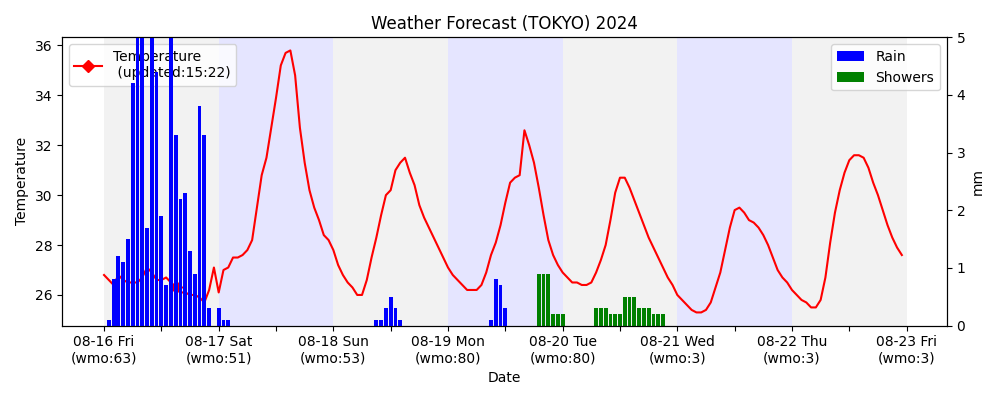 Weather Forecast (TOKYO) 2024
Temperature
(updated:15:22)
Rain
Showers
36
34
32
30
28
26
Temperature
5
4
3
2
1
0
mm
08-16 Fri 08-17 Sat 08-18 Sun 08-19 Mon 08-20 Tue 08-21 Wed 08-22 Thu 08-23 Fri
(wmo:63) (wmo:51) (wmo:53) (wmo:80) (wmo:80) (wmo:3) (wmo:3) (wmo:3)
Date